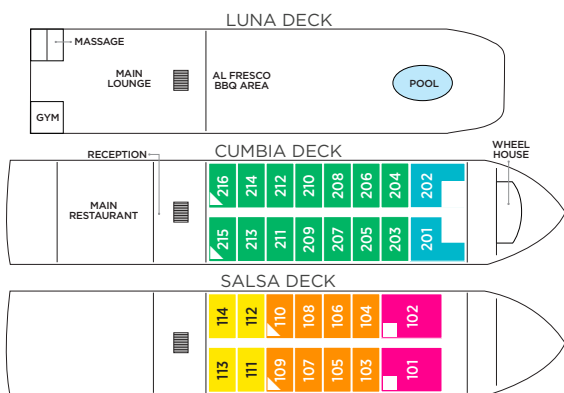 LUNA DECK
MASSAGE
MAIN
LOUNGE
AL FRESCO
BBQ AREA
POOL
GYM
RECEPTION
CUMBIA DECK
WHEEL
HOUSE
MAIN
RESTAURANT
216 214 212 210 208 206 204 202
215 213 211 209 207 205 203 201
SALSA DECK
114 112 110 108 106 104 102
113 111 109 107 105 103 101